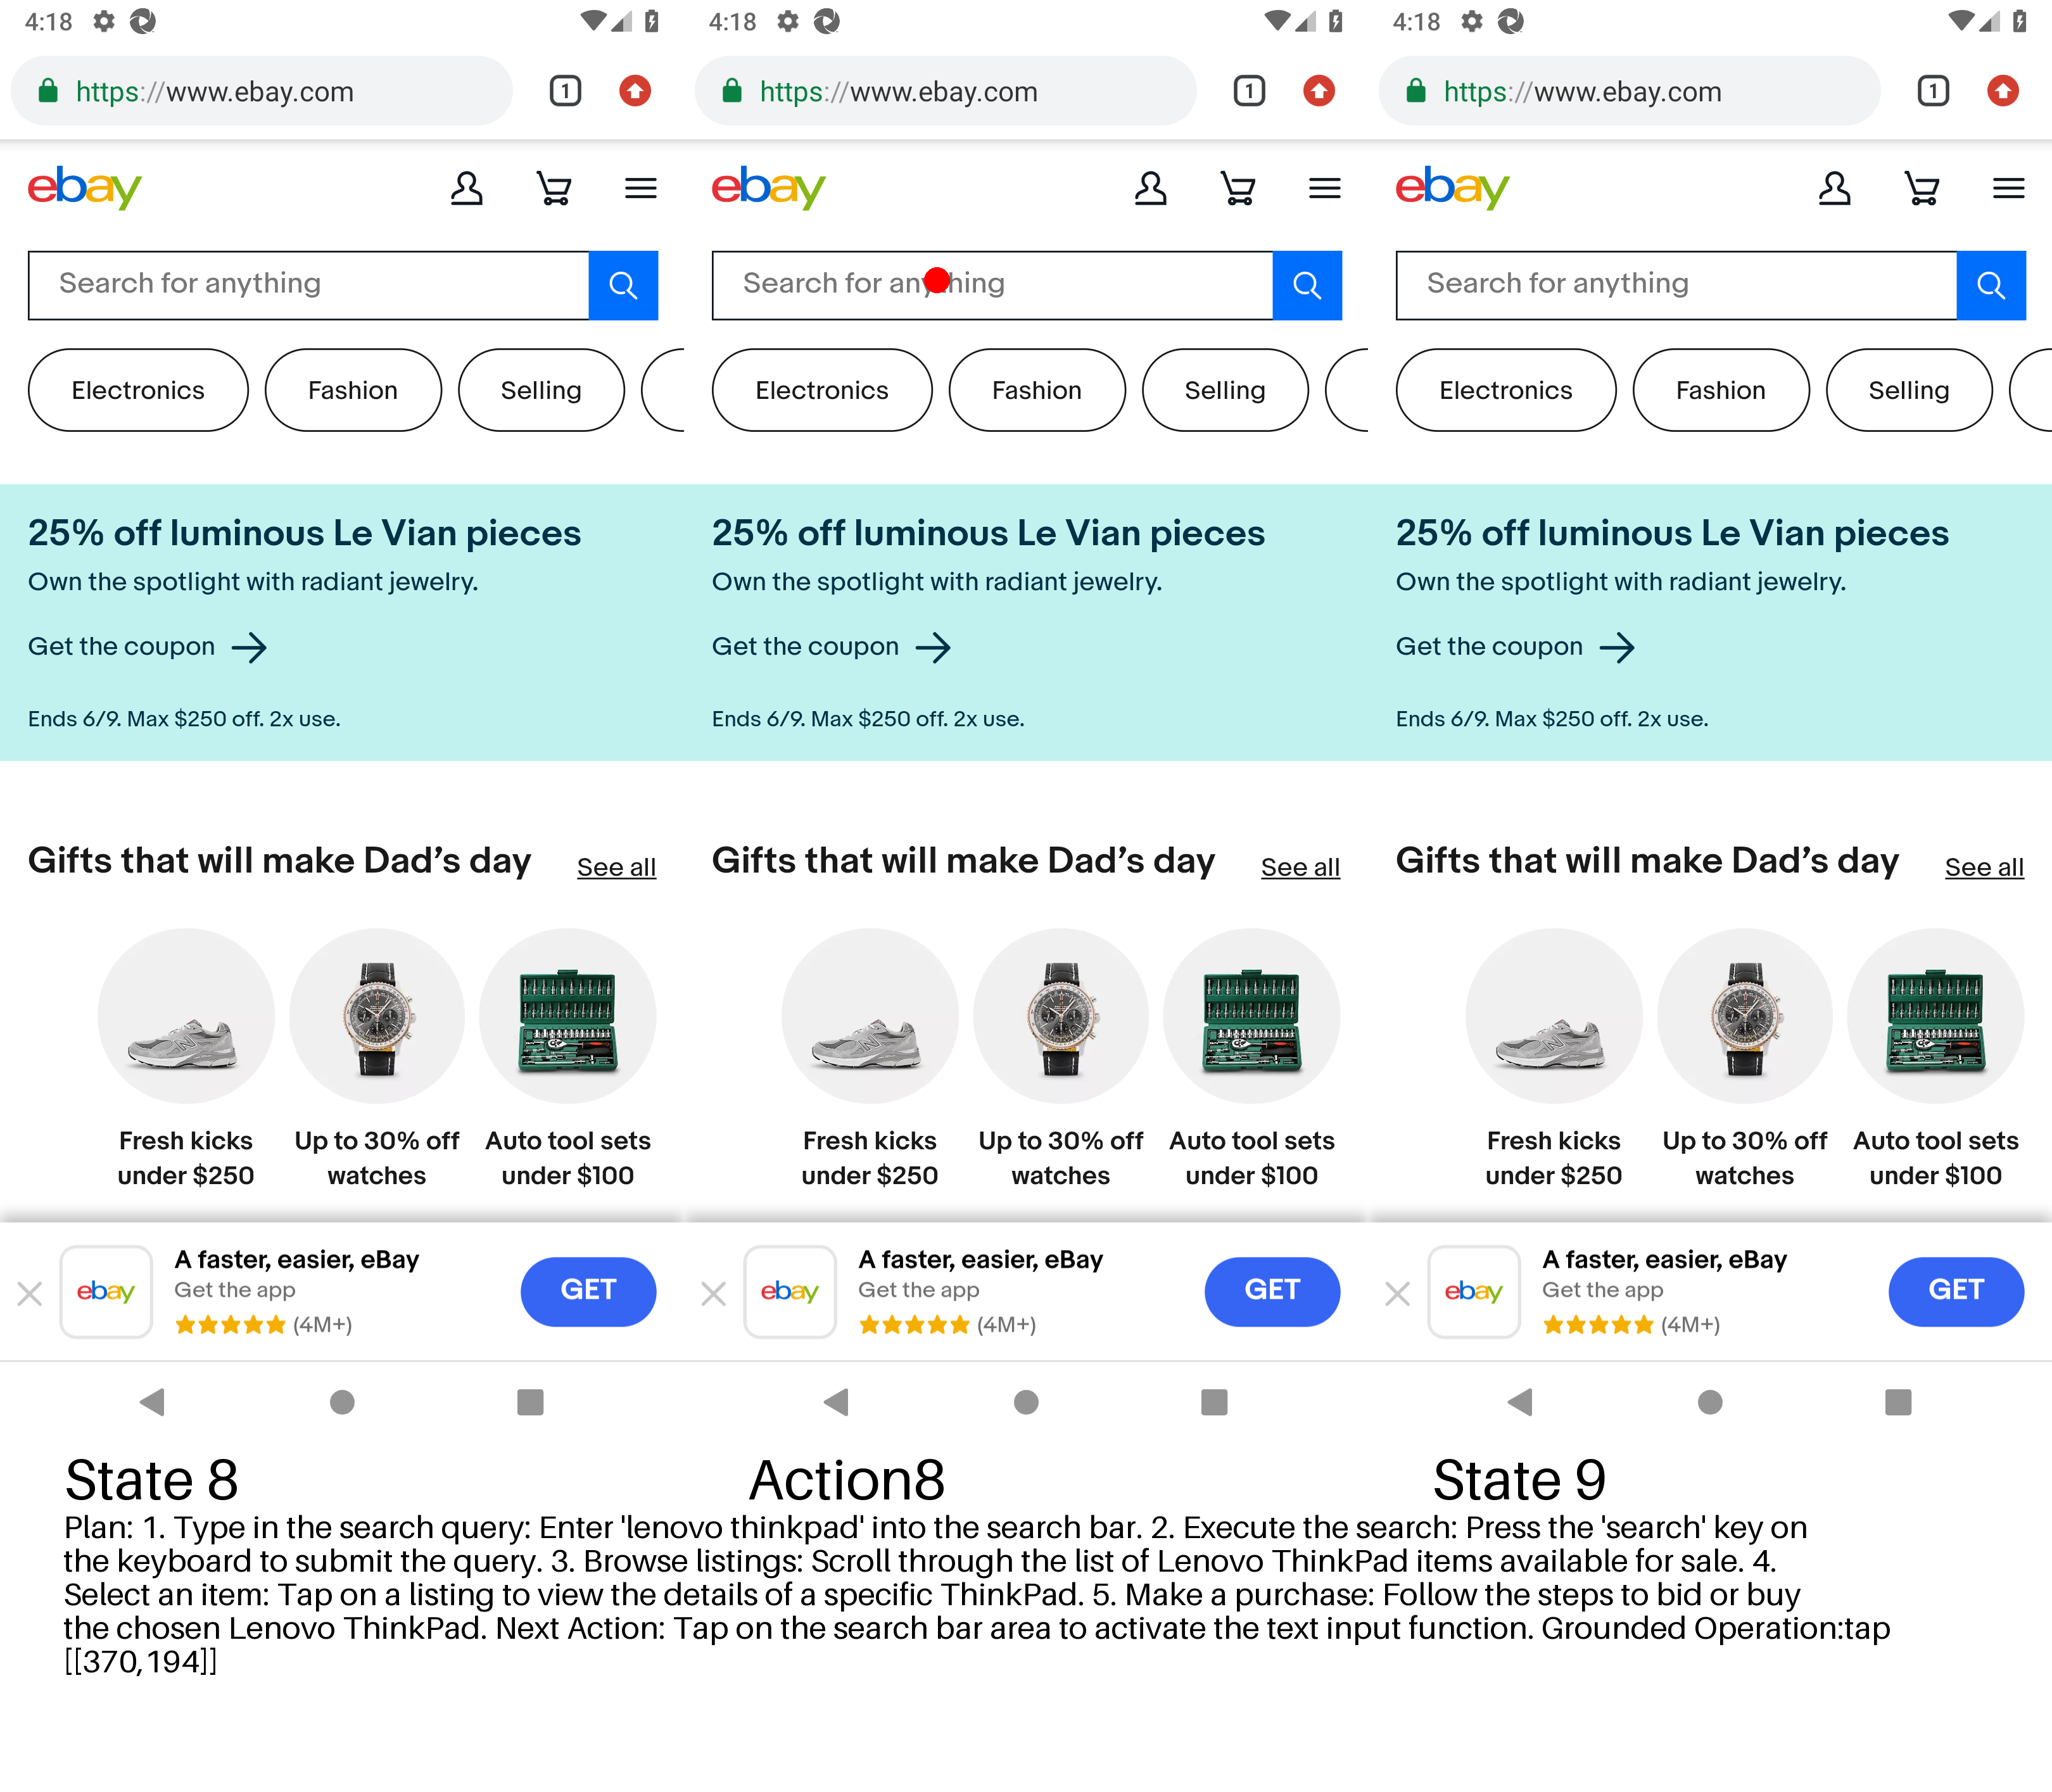 4:18 4:18 4:18
https://www.ebay.com 1 https://www.ebay.com 1 https://www.ebay.com 1
ebay ebay ebay
Search for anything Search for anything Search for anything
Electronics Fashion Selling Electronics Fashion Selling Electronics Fashion Selling
25% off luminous Le Vian pieces 25% off luminous Le Vian pieces 25% off luminous Le Vian pieces
Own the spotlight with radiant jewelry. Own the spotlight with radiant jewelry. Own the spotlight with radiant jewelry.
Get the coupon Get the coupon Get the coupon
Ends 6/9. Max $250 off. 2x use. Ends 6/9. Max $250 off. 2x use. Ends 6/9. Max $250 off. 2x use.
Gifts that will make Dad's day See all Gifts that will make Dad's day See all Gifts that will make Dad's day See all
Fresh kicks Up to 30% off Auto tool sets Fresh kicks Up to 30% off Auto tool sets Fresh kicks Up to 30% off Auto tool sets
under $250 watches under $100 under $250 watches under $100 under $250 watches under $100
A faster, easier, eBay A faster, easier, eBay A faster, easier, eBay
ebay Get the app GET ebay Get the app GET ebay Get the app GET
(4M+) (4M+) (4M+)
State 8 Action8 State 9
Plan: 1. Type in the search query: Enter 'lenovo thinkpad' into the search bar. 2. Execute the search: Press the 'search' key on
the keyboard to submit the query. 3. Browse listings: Scroll through the list of Lenovo ThinkPad items available for sale. 4.
Select an item: Tap on a listing to view the details of a specific ThinkPad. 5. Make a purchase: Follow the steps to bid or buy
the chosen Lenovo ThinkPad. Next Action: Tap on the search bar area to activate the text input function. Grounded Operation:tap
[[370,194]]